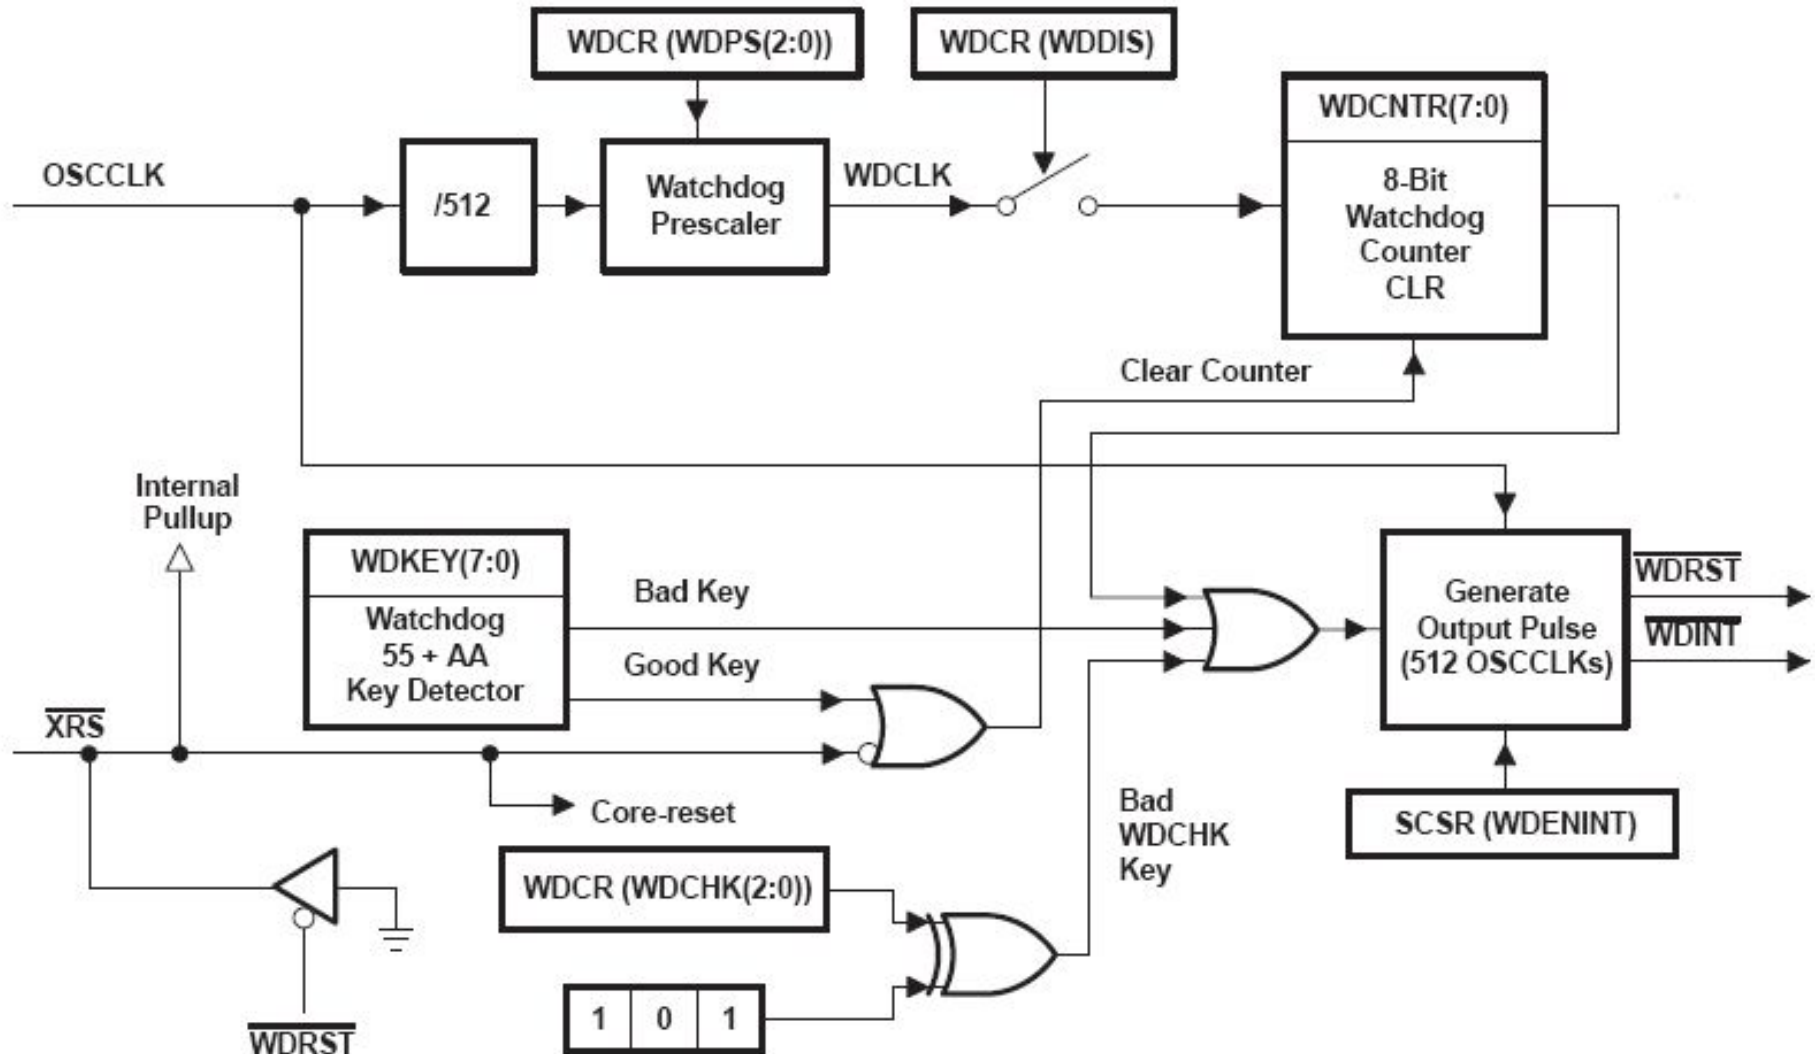 WDCR (WDPS(2:0))
WDCR (WDDIS)
WDCNTR(7:0)
OSCCLK
/512
Watchdog
Prescaler
WDCLK
8-Bit
Watchdog
Counter
CLR
Clear Counter
Internal
Pullup
WDKEY(7:0)
Watchdog
55 + AA
Key Detector
Bad Key
Good Key
Generate
Output Pulse
(512 OSCCLKs)
WDRST
WDINT
XRS
Core-reset
Bad
WDCHK
Key
SCSR (WDENINT)
WDCR (WDCHK(2:0))
1 0 1
WDRST